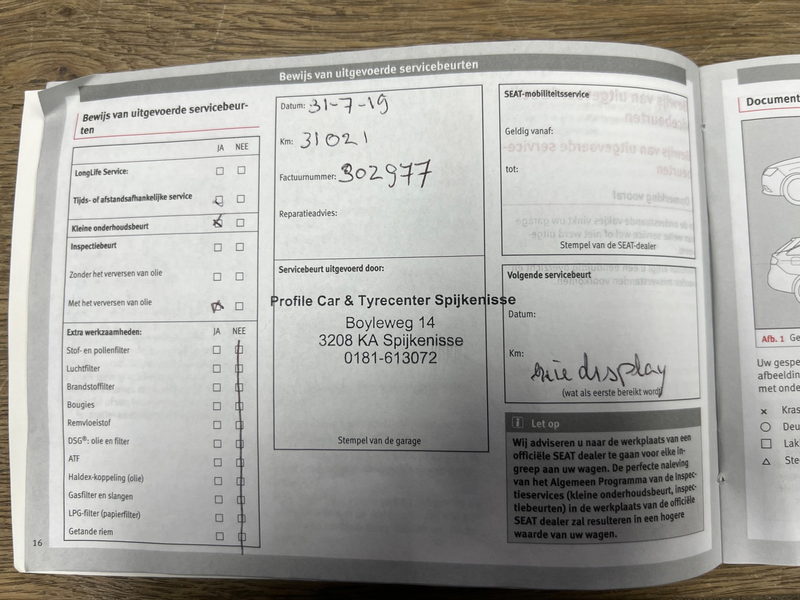 Bewijs van uitgevoerde servicebeurten
Bewijs van uitgevoerde servicebeur-
ten
JA NEE
LongLife Service:
Tijds- of afstandsafhankelijke service
Kleine onderhoudsbeurt
Inspectiebeurt
Zonder het verversen van olie
Met het verversen van olie
Extra werkzaamheden: JA NEE
Stof- en pollenfilter
Luchtfilter
Brandstoffilter
Bougies
Remvloeistof
DSG®: olie en filter
ATF
Haldex-koppeling (olie)
Gasfilter en slangen
LPG-filter (papierfilter)
Getande riem
16
Datum: 31-7-19
Km: 31021
Factuurnummer: 302977
Reparatieadvies:
Servicebeurt uitgevoerd door:
Profile Car & Tyrecenter Spijkenisse
Boyleweg 14
3208 KA Spijkenisse
0181-613072
Stempel van de garage
SEAT-mobiliteitsservice
Geldig vanaf:
tot:
Stempel van de SEAT-dealer
Volgende servicebeurt
Datum:
Km:
zie display
(wat als eerste bereikt wordt)
Let op
Wij adviseren u naar de werkplaats van een
officiële SEAT dealer te gaan voor elke in-
greep aan uw wagen. De perfecte naleving
van het Algemeen Programma van de Inspec-
tieservices (kleine onderhoudsbeurt, inspec-
tiebeurten) in de werkplaats van de officiële
SEAT dealer zal resulteren in een hogere
waarde van uw wagen.
Document
Afb. 1 Ge
Uw gespe
afbeeldin
met onde
× Kras
Deu
Lak
Ste